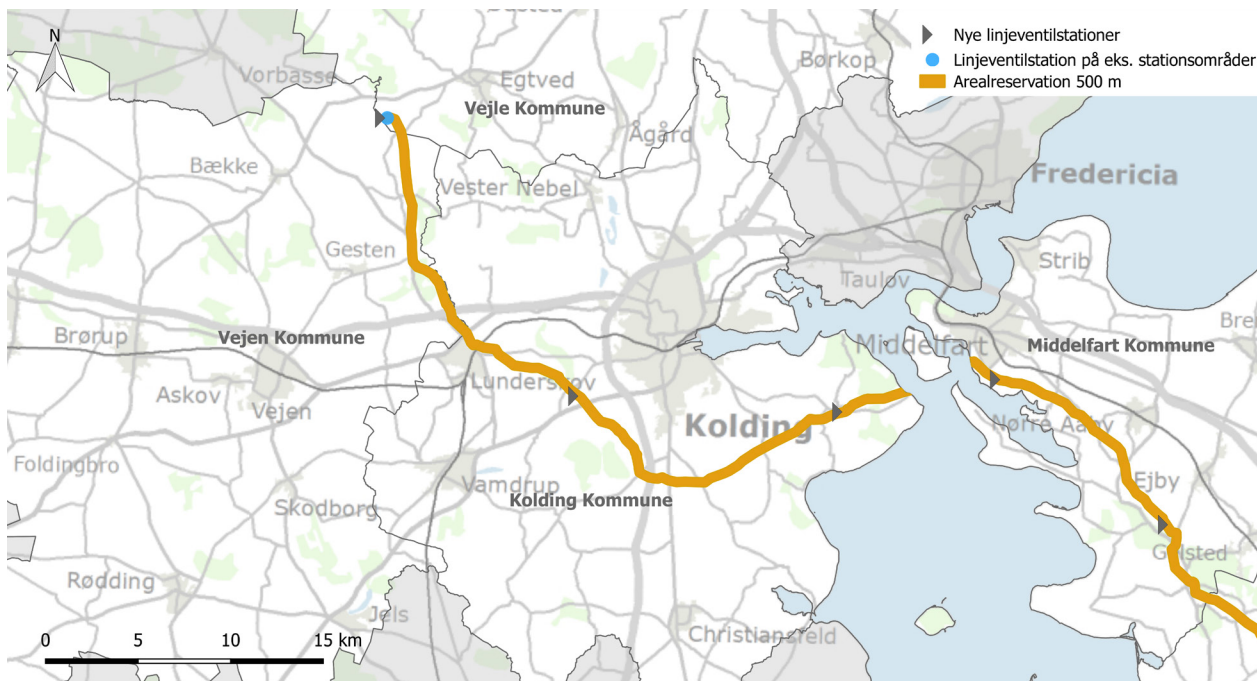 N
Nye linjeventilstationer
Linjeventilstation på eks. stationsområder
Arealreservation 500 m
Vorbasse
Egtved
Børkop
Vejle Kommune
Ågård
Bække
Vester Nebel
Fredericia
Gesten
Strib
Taulov
Brørup
Vejen Kommune
Middelfart
Middelfart Kommune
Askov
Lunderskov
Vejen
Kolding
Nørre Aaby
Foldingbro
Vamdrup
Ejby
Skodborg
Kolding Kommune
Gelsted
Rødding
Jels
Christiansfeld
0 5 10 15 km